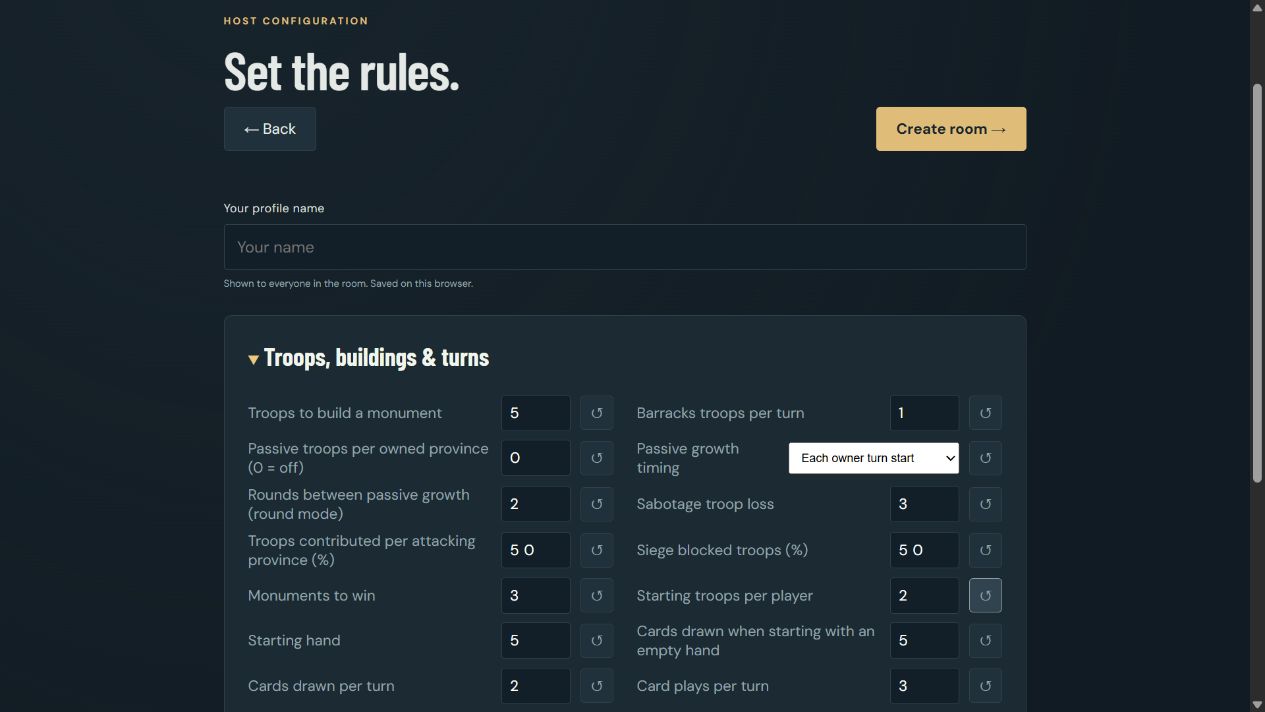 HOST CONFIGURATION
Set the rules.
← Back
Create room →
Your profile name
Your name
Shown to everyone in the room. Saved on this browser.
▼ Troops, buildings & turns
Troops to build a monument 5 ↺ Barracks troops per turn 1 ↺
Passive troops per owned province
(0 = off) 0 ↺ Passive growth
timing Each owner turn start ↺
Rounds between passive growth
(round mode) 2 ↺ Sabotage troop loss 3 ↺
Troops contributed per attacking
province (%) 50 ↺ Siege blocked troops (%) 50 ↺
Monuments to win 3 ↺ Starting troops per player 2 ↺
Starting hand 5 ↺ Cards drawn when starting with an
empty hand 5 ↺
Cards drawn per turn 2 ↺ Card plays per turn 3 ↺